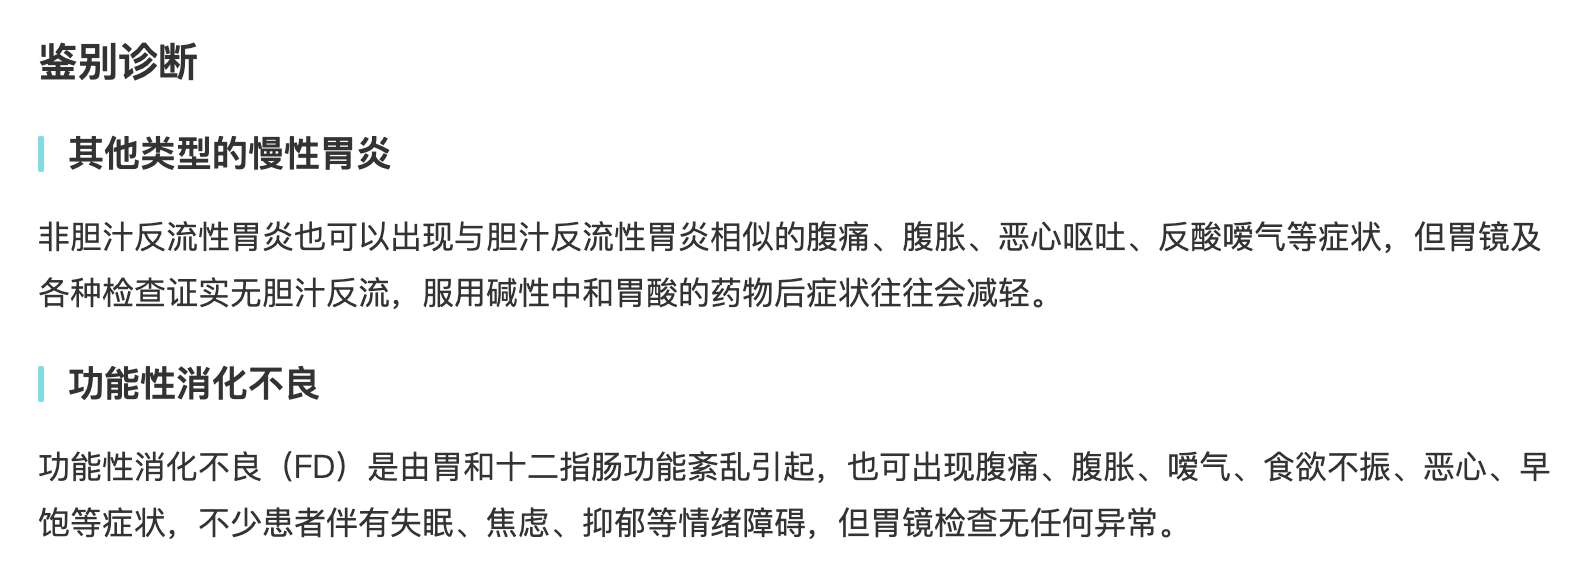 鉴别诊断
其他类型的慢性胃炎
非胆汁反流性胃炎也可以出现与胆汁反流性胃炎相似的腹痛、腹胀、恶心呕吐、反酸嗳气等症状，但胃镜及
各种检查证实无胆汁反流，服用碱性中和胃酸的药物后症状往往会减轻。
功能性消化不良
功能性消化不良（FD）是由胃和十二指肠功能紊乱引起，也可出现腹痛、腹胀、嗳气、食欲不振、恶心、早
饱等症状，不少患者伴有失眠、焦虑、抑郁等情绪障碍，但胃镜检查无任何异常。